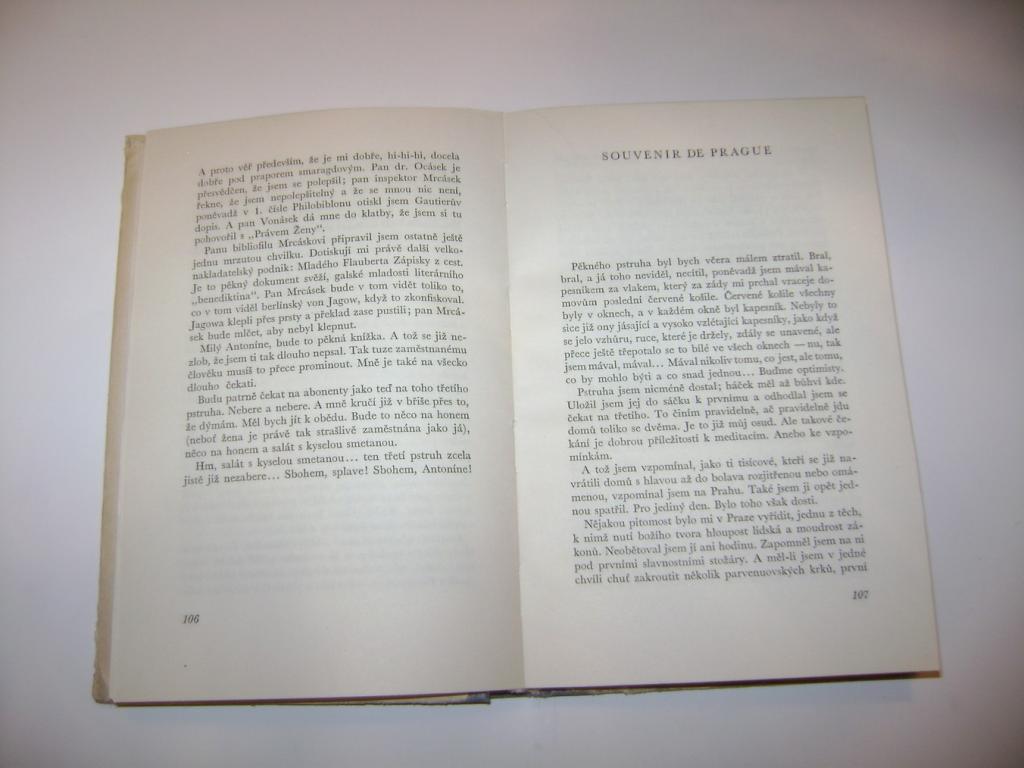 A proto věř především, že je mi dobře, hi-hi-hi, docela
dobře pod praporem smaragdovým. Pan dr. Ocásek je
přesvědčen, že jsem se polepšil; pan inspektor Mrcásek
řekne, že jsem nepolepšitelný a že se mnou nic není,
poněvadž v 1. čísle Philobiblonu otiskl jsem Gautierův
dopis. A pan Vonásek dá mne do klatby, že jsem si tu
pohovořil s „Právem Ženy“.
Panu bibliofilu Mrcáskovi připravil jsem ostatně ještě
jednu mrzutou chvilku. Dotiskují mi právě další velko-
nakladatelský podnik: Mladého Flauberta Zápisky z cest.
Je to pěkný dokument svěží, galské mladosti literárního
„benediktina“. Pan Mrcásek bude v tom vidět toliko to,
co v tom viděl berlínský von Jagow, když to zkonfiskoval.
Jagowa klepli přes prsty a překlad zase pustili; pan Mrcá-
sek bude mlčet, aby nebyl klepnut.
Milý Antoníne, bude to pěkná knížka. A tož se již ne-
zlob, že jsem ti tak dlouho nepsal. Tak tuze zaměstnanému
člověku musíš to přece prominout. Mně je také na všecko
dlouho čekati.
Budu patrně čekat na abonenty jako teď na toho třetího
pstruha. Nebere a nebere. A mně kručí již v břiše přes to,
že dýmám. Měl bych jít k obědu. Bude to něco na honem
(neboť žena je právě tak strašlivě zaměstnána jako já),
něco na honem a salát s kyselou smetanou.
Hm, salát s kyselou smetanou... ten třetí pstruh zcela
jistě již nezabere... Sbohem, splave! Sbohem, Antoníne!
106
SOUVENIR DE PRAGUE
Pěkného pstruha byl bych včera málem ztratil. Bral,
bral, a já toho neviděl, necítil, poněvadž jsem mával ka-
pesníkem za vlakem, který za zády mi prchal vraceje do-
movům poslední červené košile. Červené košile všechny
byly v oknech, a v každém okně byl kapesník. Nebyly to
sice již ony jásající a vysoko vzlétající kapesníky, jako když
se jelo vzhůru, ruce, které je držely, zdály se unavené, ale
přece ještě třepotalo se to bílé ve všech oknech — nu, tak
jsem mával, mával... Mával nikoliv tomu, co jest, ale tomu,
co by mohlo býti a co snad jednou... Buďme optimisty.
Pstruha jsem nicméně dostal; háček měl až bůhví kde.
Uložil jsem jej do sáčku k prvnímu a odhodlal jsem se
čekat na třetího. To činím pravidelně, ač pravidelně jdu
domů toliko se dvěma. Je to již můj osud. Ale takové če-
kání je dobrou příležitostí k meditacím. Anebo ke vzpo-
mínkám.
A tož jsem vzpomínal, jako ti tisícové, kteří se již na-
vrátili domů s hlavou až do bolava rozjitřenou nebo omá-
menou, vzpomínal jsem na Prahu. Také jsem ji opět jed-
nou spatřil. Pro jediný den. Bylo toho však dosti.
Nějakou pitomost bylo mi v Praze vyřídit, jednu z těch,
k nimž nutí božího tvora hloupost lidská a moudrost zá-
konů. Neobětoval jsem jí ani hodinu. Zapomněl jsem na ni
pod prvními slavnostními stožáry. A měl-li jsem v jedné
chvíli chuť zakroutit několik parvenuovských krků, první
107